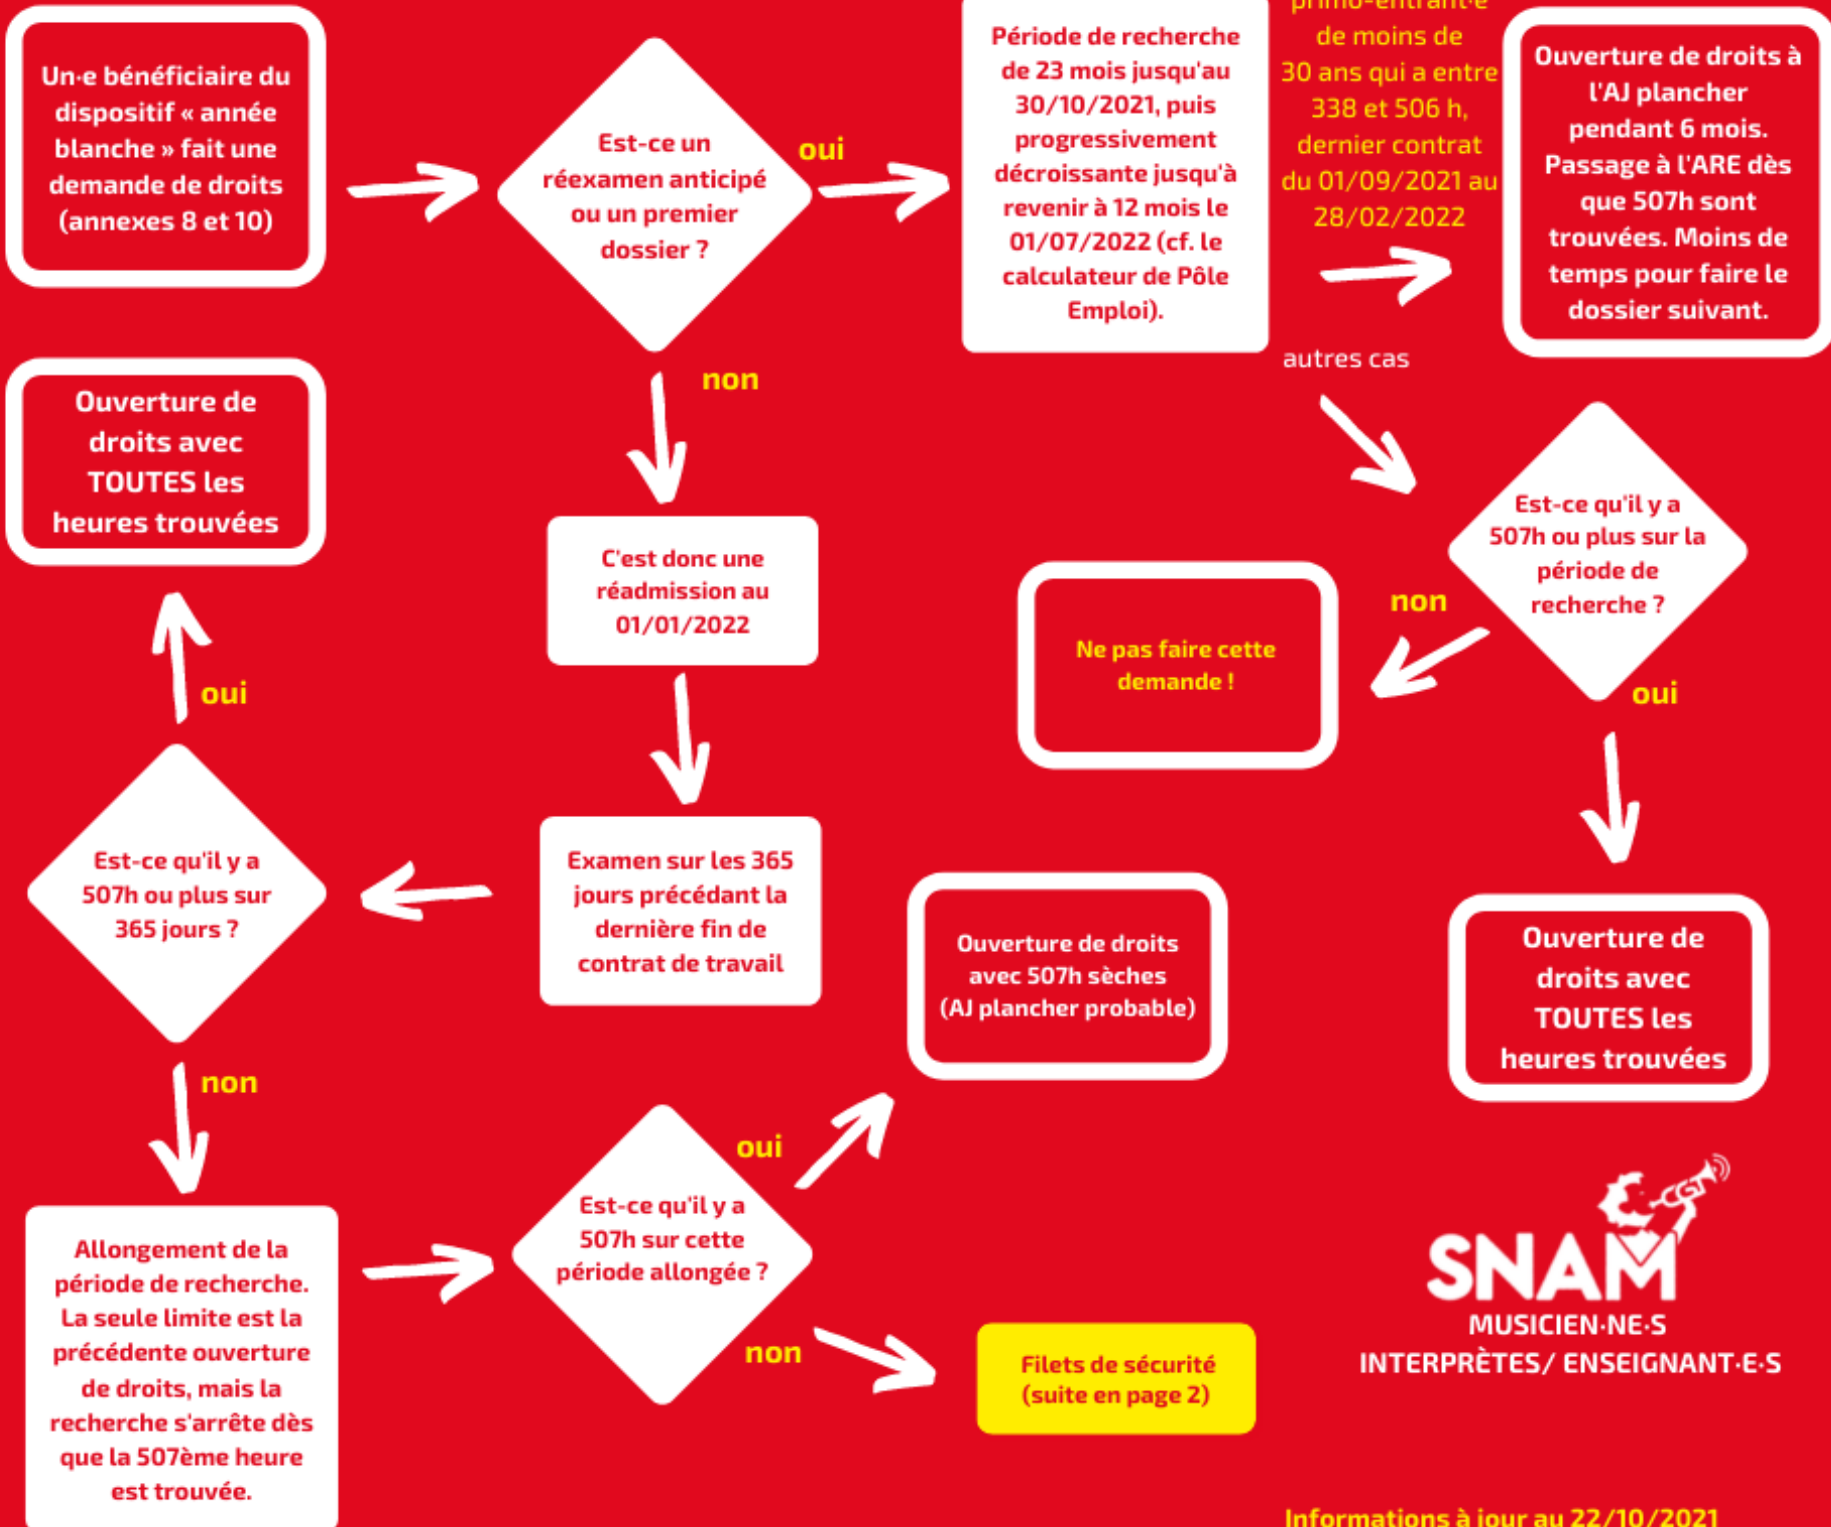 Un·e bénéficiaire du
dispositif « année
blanche » fait une
demande de droits
(annexes 8 et 10)
Est-ce un
réexamen anticipé
ou un premier
dossier ?
oui
Période de recherche
de 23 mois jusqu'au
30/10/2021, puis
progressivement
décroissante jusqu'à
revenir à 12 mois le
01/07/2022 (cf. le
calculateur de Pôle
Emploi).
primo-entrant·e
de moins de
30 ans qui a entre
338 et 506 h,
dernier contrat
du 01/09/2021 au
28/02/2022
Ouverture de droits à
l'AJ plancher
pendant 6 mois.
Passage à l'ARE dès
que 507h sont
trouvées. Moins de
temps pour faire le
dossier suivant.
autres cas
non
Ouverture de
droits avec
TOUTES les
heures trouvées
C'est donc une
réadmission au
01/01/2022
Est-ce qu'il y a
507h ou plus sur la
période de
recherche ?
non
Ne pas faire cette
demande !
oui
oui
Est-ce qu'il y a
507h ou plus sur
365 jours ?
Examen sur les 365
jours précédant la
dernière fin de
contrat de travail
Ouverture de droits
avec 507h sèches
(AJ plancher probable)
Ouverture de
droits avec
TOUTES les
heures trouvées
non
oui
Est-ce qu'il y a
507h sur cette
période allongée ?
Allongement de la
période de recherche.
La seule limite est la
précédente ouverture
de droits, mais la
recherche s'arrête dès
que la 507ème heure
est trouvée.
non
Filets de sécurité
(suite en page 2)
CGT
SNAM
MUSICIEN·NE·S
INTERPRÈTES/ ENSEIGNANT·E·S
Informations à jour au 22/10/2021